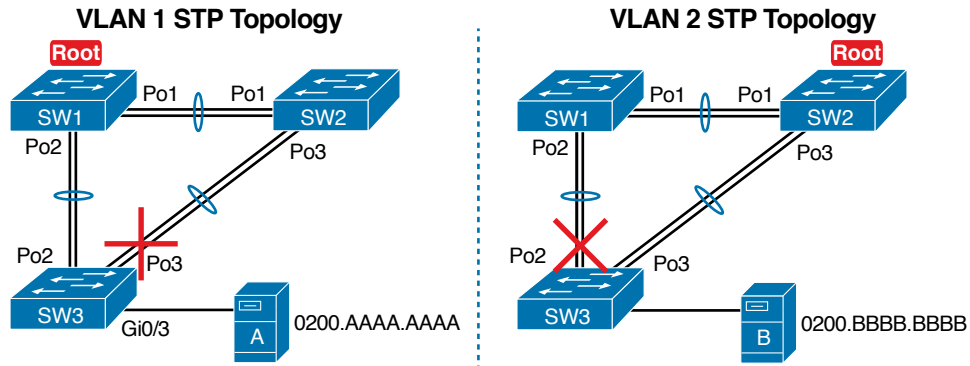 VLAN 1 STP Topology
Root
SW1
Po1
Po1
SW2
Po2
Po3
Po2
Po3
SW3
Gi0/3
A
0200.AAAA.AAAA
VLAN 2 STP Topology
Root
SW1
Po1
Po1
SW2
Po2
Po3
Po2
Po3
SW3
B
0200.BBBB.BBBB